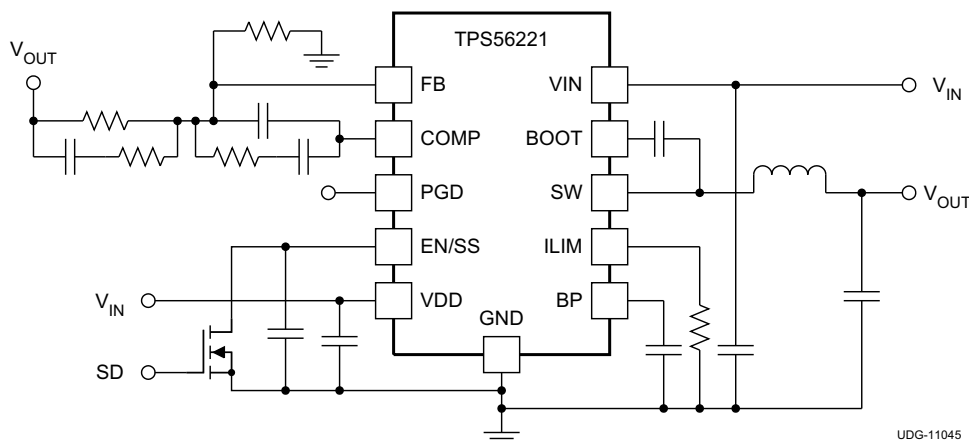 TPS56221
V_OUT
FB
VIN
V_IN
COMP
BOOT
PGD
SW
V_OUT
EN/SS
ILIM
V_IN
VDD
BP
GND
SD
UDG-11045